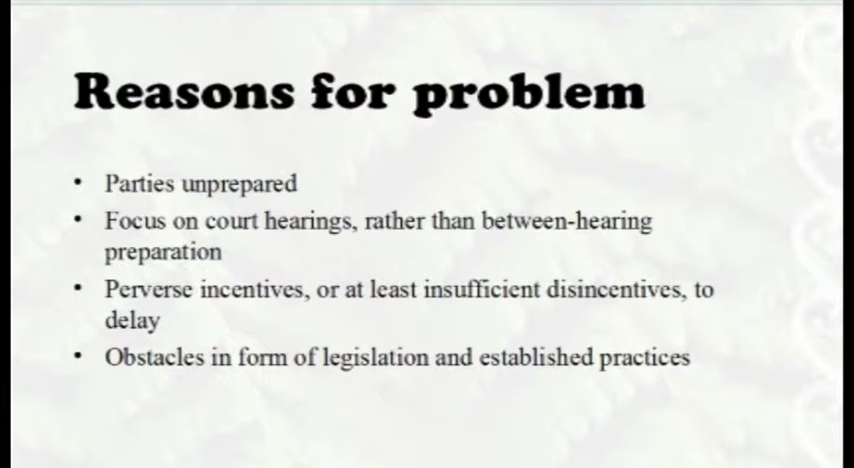 Reasons for problem
• Parties unprepared
• Focus on court hearings, rather than between-hearing
preparation
• Perverse incentives, or at least insufficient disincentives, to
delay
• Obstacles in form of legislation and established practices